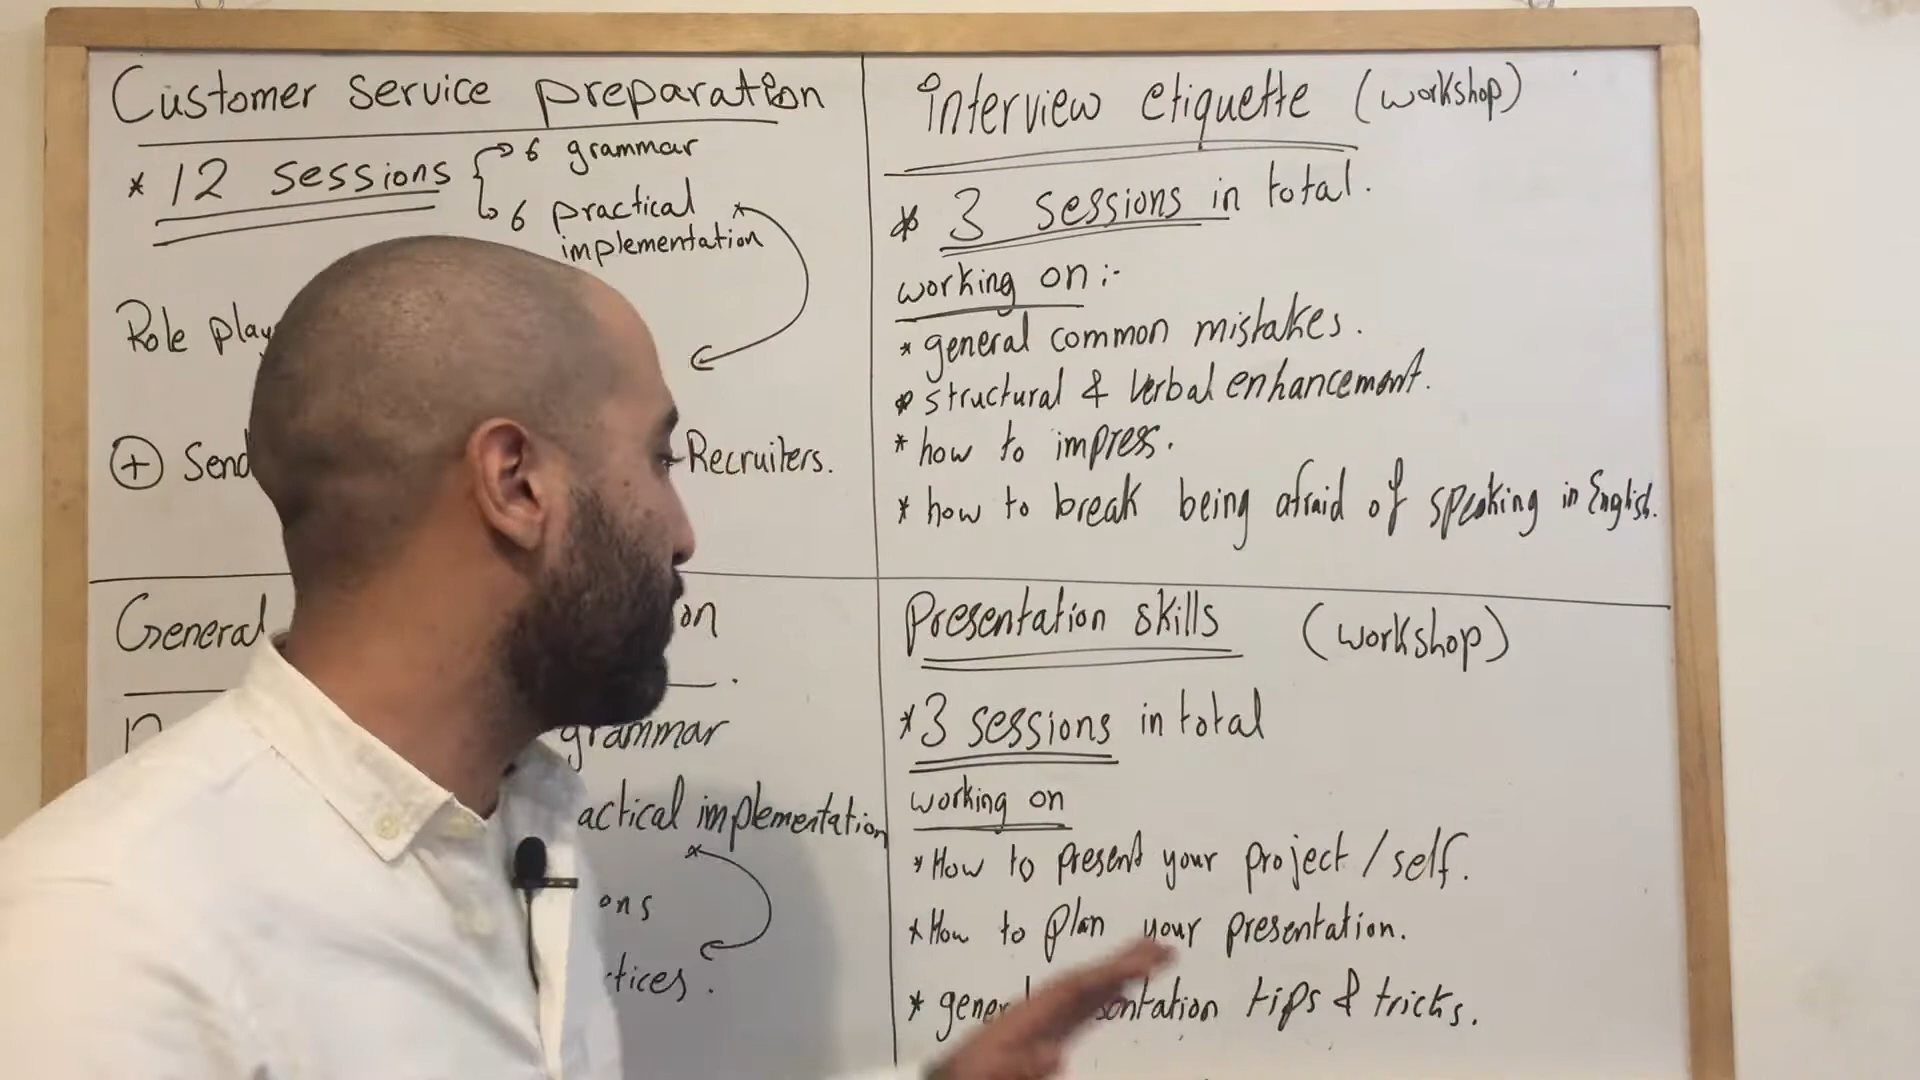 Customer service preparation
* 12 sessions
6 grammar
6 practical
implementation
Role play
+ Send
Recruiters.
interview etiquette (workshop)
* 3 sessions in total.
working on :-
* general common mistakes.
* structural & verbal enhancement.
* how to impress.
* how to break being afraid of speaking in English.
General
on
grammar
actical implementation
ons
tices.
Presentation skills (workshop)
* 3 sessions in total
working on
* How to present your project / self.
* How to plan your presentation.
* gener ntation tips & tricks.